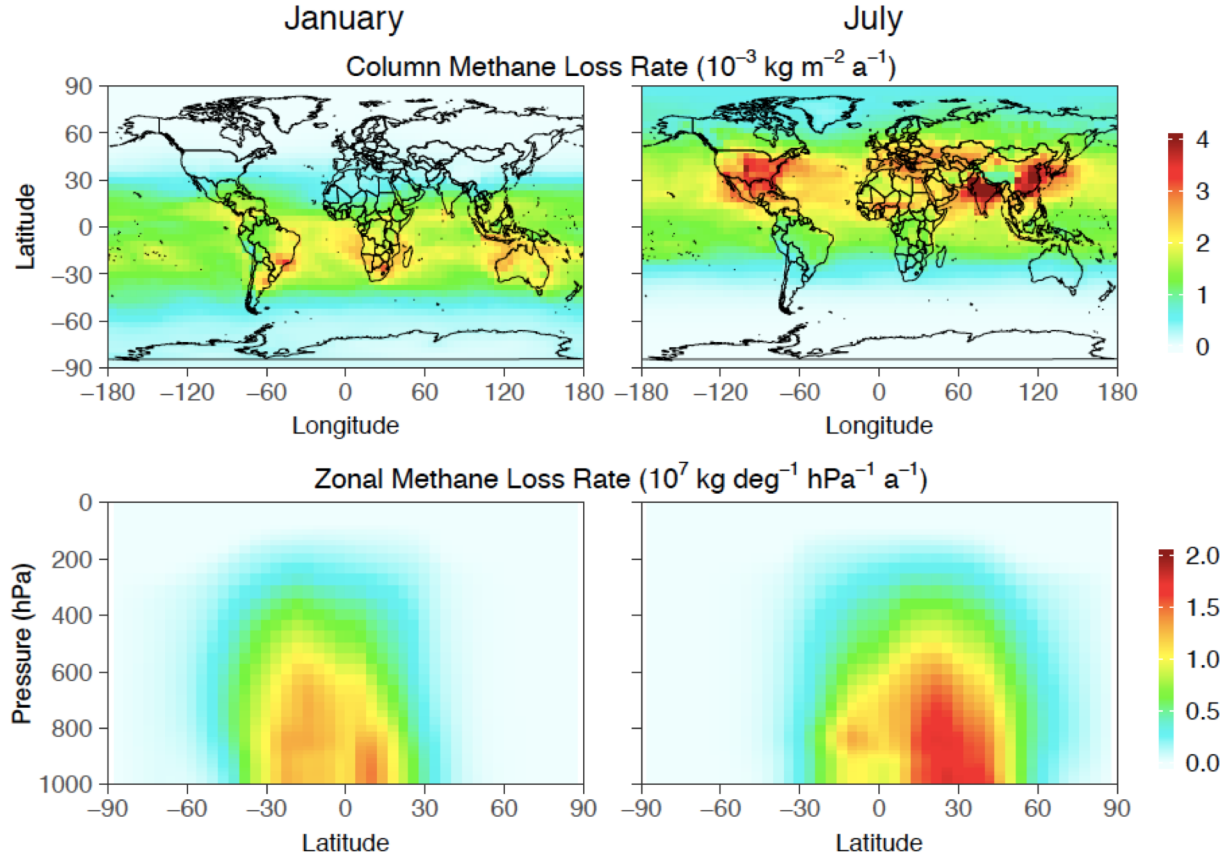 January July
Column Methane Loss Rate (10⁻³ kg m⁻² a⁻¹)
Latitude
90
60
30
0
−30
−60
−90
−180 −120 −60 0 60 120 180
−180 −120 −60 0 60 120 180
Longitude Longitude
4
3
2
1
0
Zonal Methane Loss Rate (10⁷ kg deg⁻¹ hPa⁻¹ a⁻¹)
Pressure (hPa)
0
200
400
600
800
1000
−90 −60 −30 0 30 60 90
−90 −60 −30 0 30 60 90
Latitude Latitude
2.0
1.5
1.0
0.5
0.0